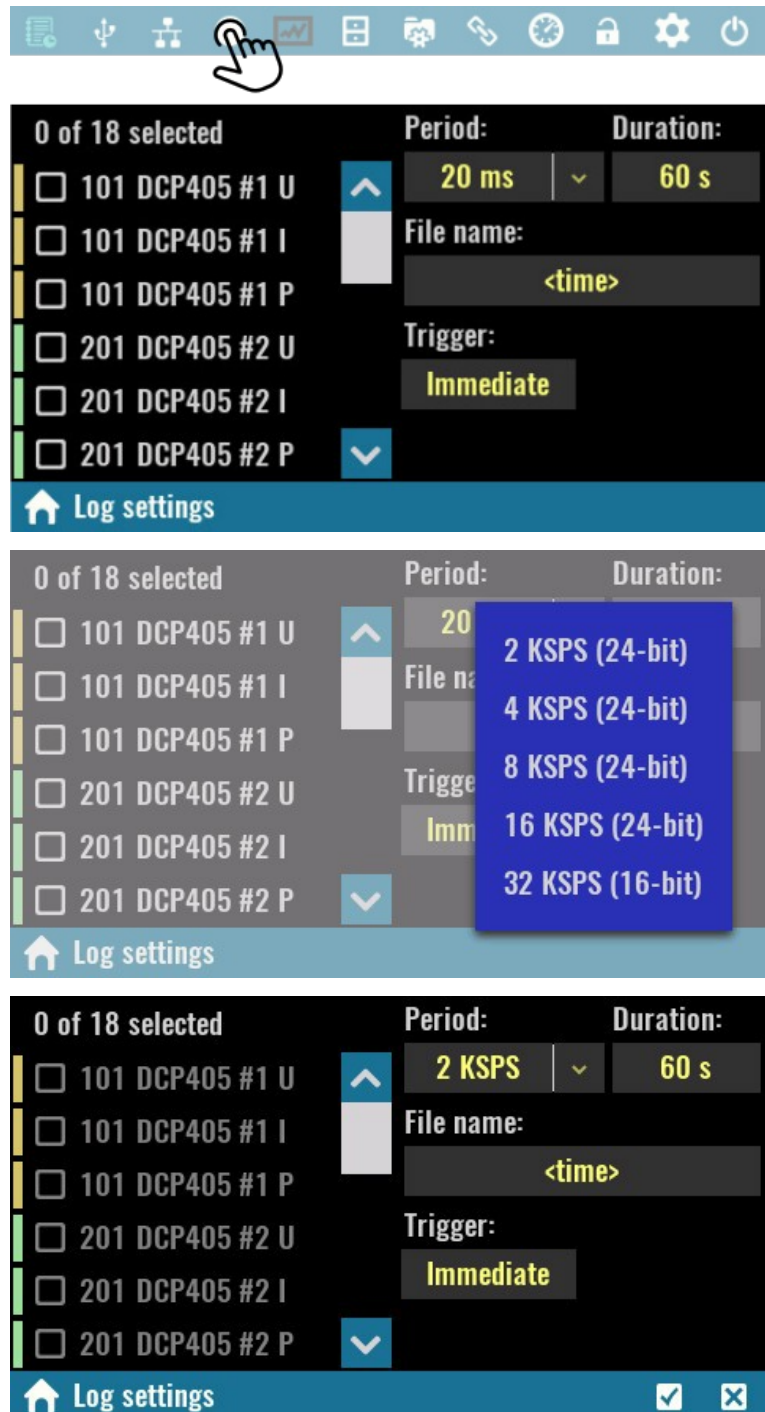 0 of 18 selected
Period:
Duration:
101 DCP405 #1 U
20 ms
60 s
101 DCP405 #1 I
File name:
101 DCP405 #1 P
<time>
201 DCP405 #2 U
Trigger:
201 DCP405 #2 I
Immediate
201 DCP405 #2 P
Log settings
0 of 18 selected
Period:
Duration:
101 DCP405 #1 U
20
2 KSPS (24-bit)
101 DCP405 #1 I
File na
4 KSPS (24-bit)
101 DCP405 #1 P
8 KSPS (24-bit)
201 DCP405 #2 U
Trigge
16 KSPS (24-bit)
201 DCP405 #2 I
Imm
32 KSPS (16-bit)
201 DCP405 #2 P
Log settings
0 of 18 selected
Period:
Duration:
101 DCP405 #1 U
2 KSPS
60 s
101 DCP405 #1 I
File name:
101 DCP405 #1 P
<time>
201 DCP405 #2 U
Trigger:
201 DCP405 #2 I
Immediate
201 DCP405 #2 P
Log settings